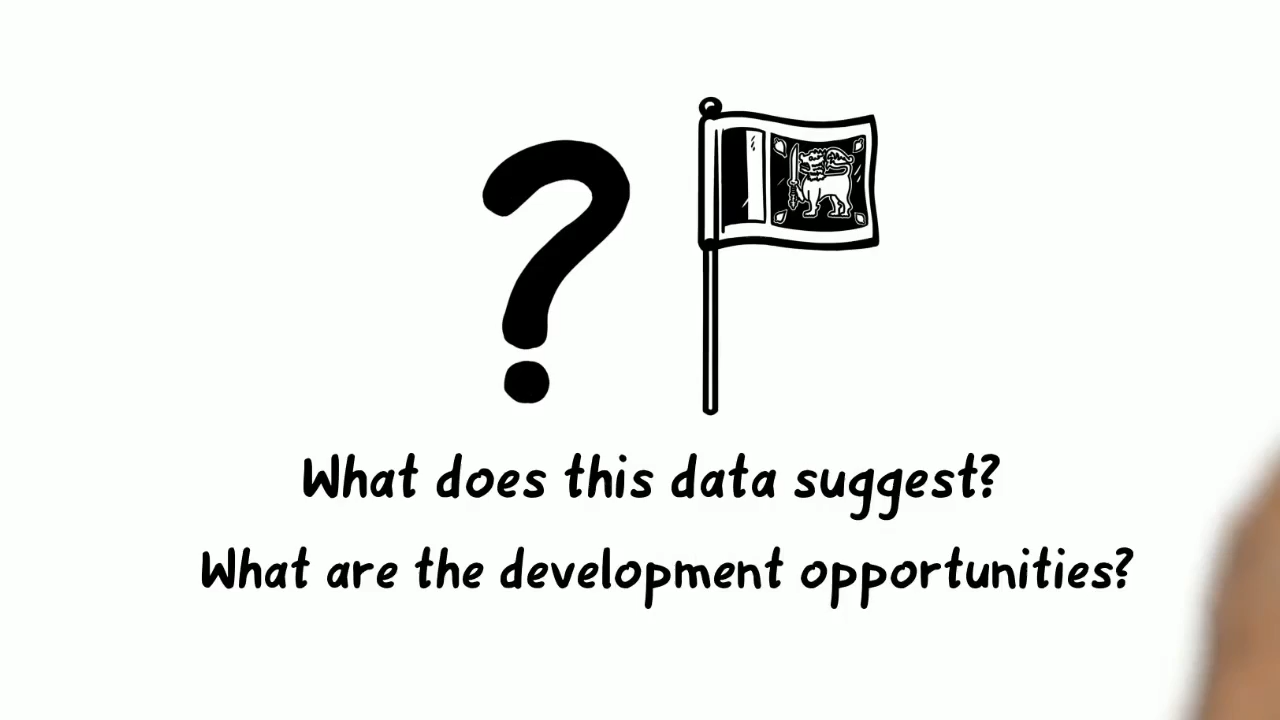 What does this data suggest?
What are the development opportunities?